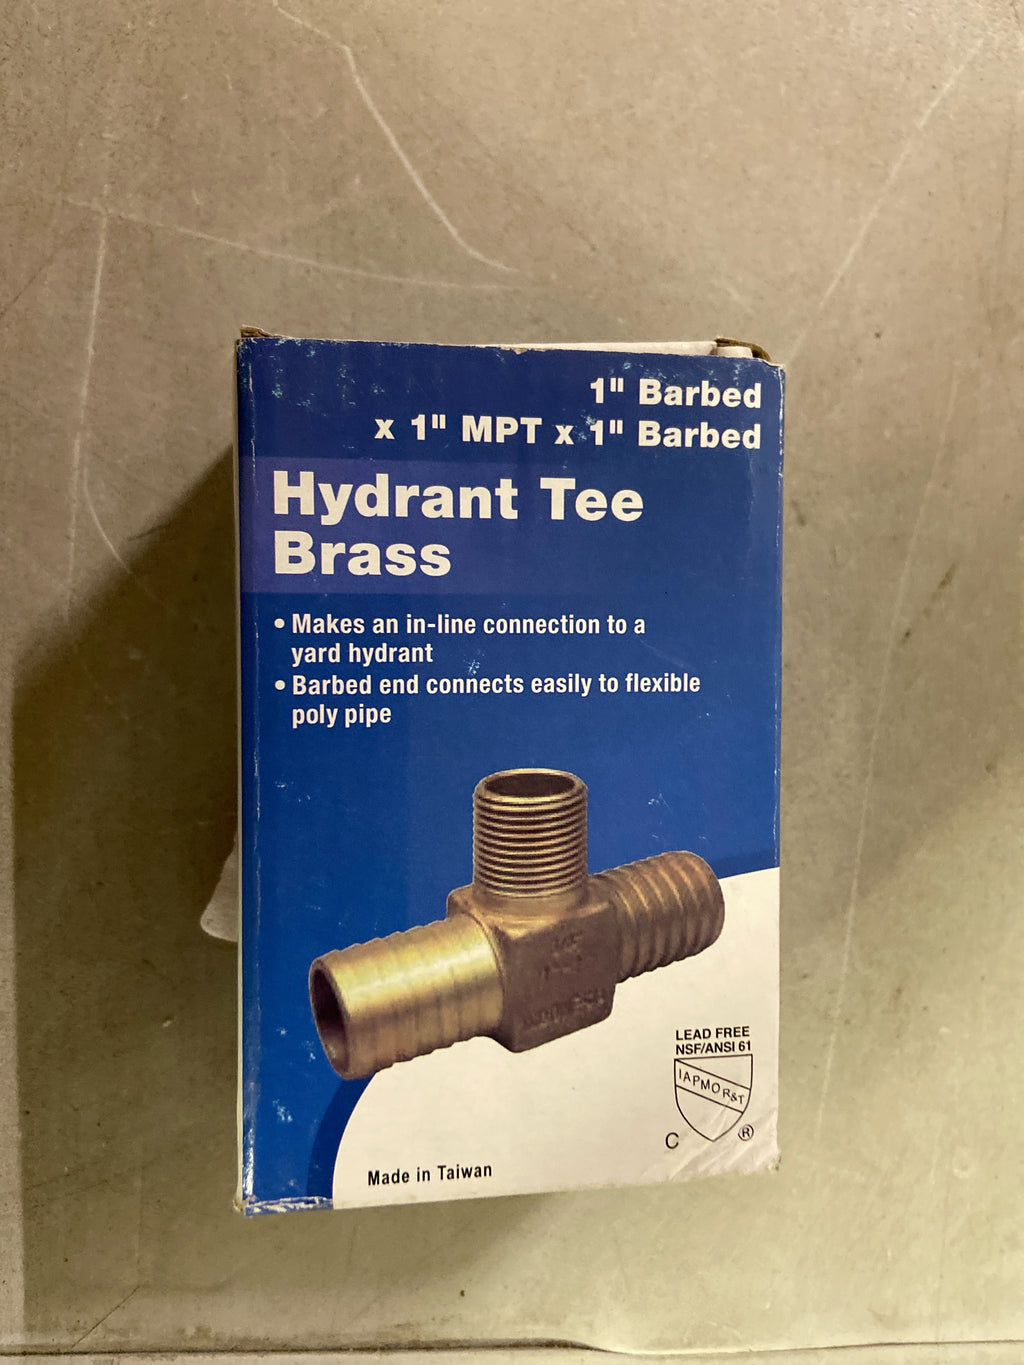 1" Barbed
x 1" MPT x 1" Barbed
Hydrant Tee
Brass
• Makes an in-line connection to a
yard hydrant
• Barbed end connects easily to flexible
poly pipe
LEAD FREE
NSF/ANSI 61
IAPMO R&T
C ®
Made in Taiwan